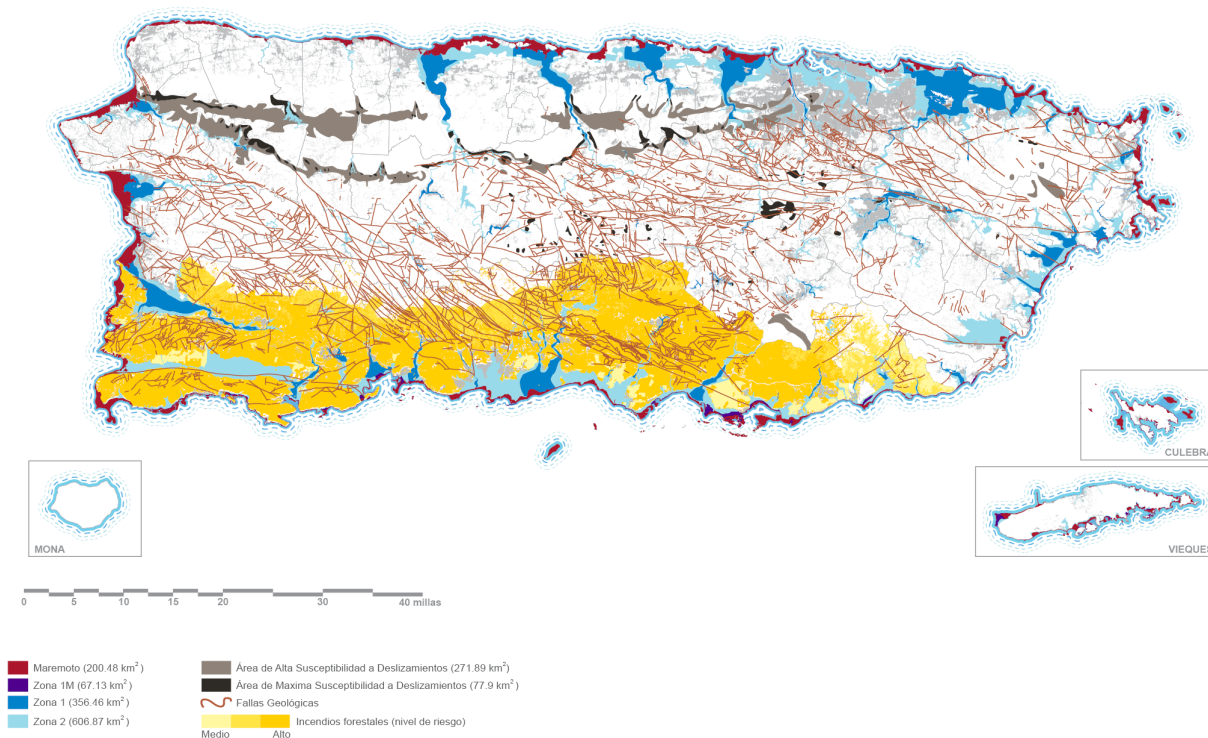 CULEBRA
MONA
VIEQUES
0 5 10 15 20 30 40 millas
Maremoto (200.48 km²)
Zona 1M (67.13 km²)
Zona 1 (356.46 km²)
Zona 2 (606.87 km²)
Área de Alta Susceptibilidad a Deslizamientos (271.89 km²)
Área de Maxima Susceptibilidad a Deslizamientos (77.9 km²)
Fallas Geológicas
Incendios forestales (nivel de riesgo)
Medio Alto